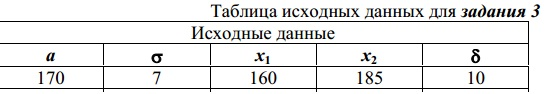 Таблица исходных данных для задания 3
Исходные данные
a σ x₁ x₂ δ
170 7 160 185 10